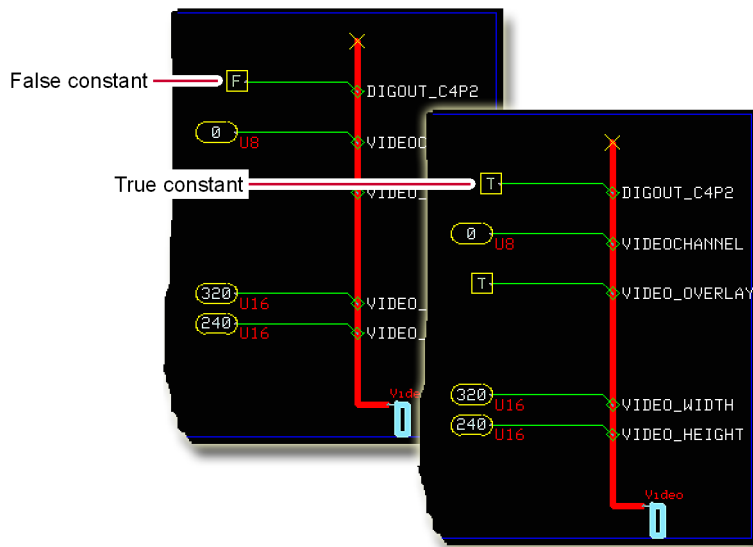 False constant
F
DIGOUT_C4P2
0
U8
VIDEOC
True constant
VIDEO_
320
U16
VIDEO_
240
U16
VIDEO_
Vide
T
DIGOUT_C4P2
0
U8
VIDEOCHANNEL
T
VIDEO_OVERLAY
320
U16
VIDEO_WIDTH
240
U16
VIDEO_HEIGHT
Video